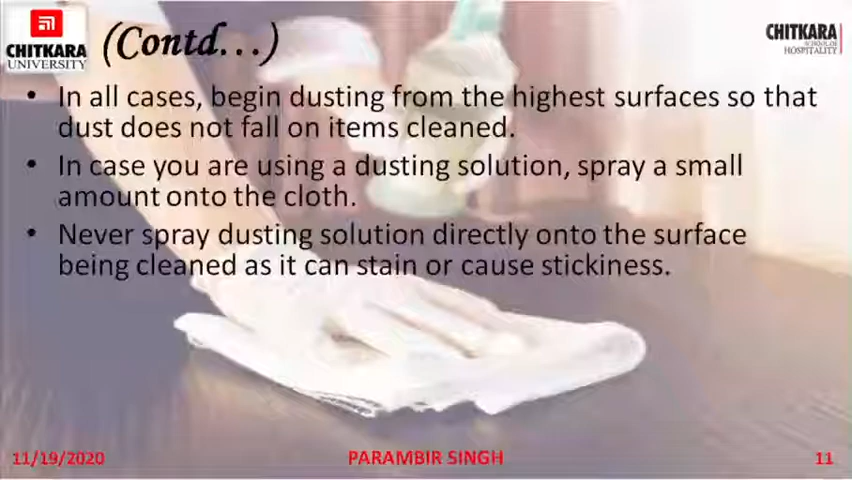 CHITKARA
UNIVERSITY
(Contd...)
CHITKARA
SCHOOL OF
HOSPITALITY
• In all cases, begin dusting from the highest surfaces so that
dust does not fall on items cleaned.
• In case you are using a dusting solution, spray a small
amount onto the cloth.
• Never spray dusting solution directly onto the surface
being cleaned as it can stain or cause stickiness.
11/19/2020
PARAMBIR SINGH
11